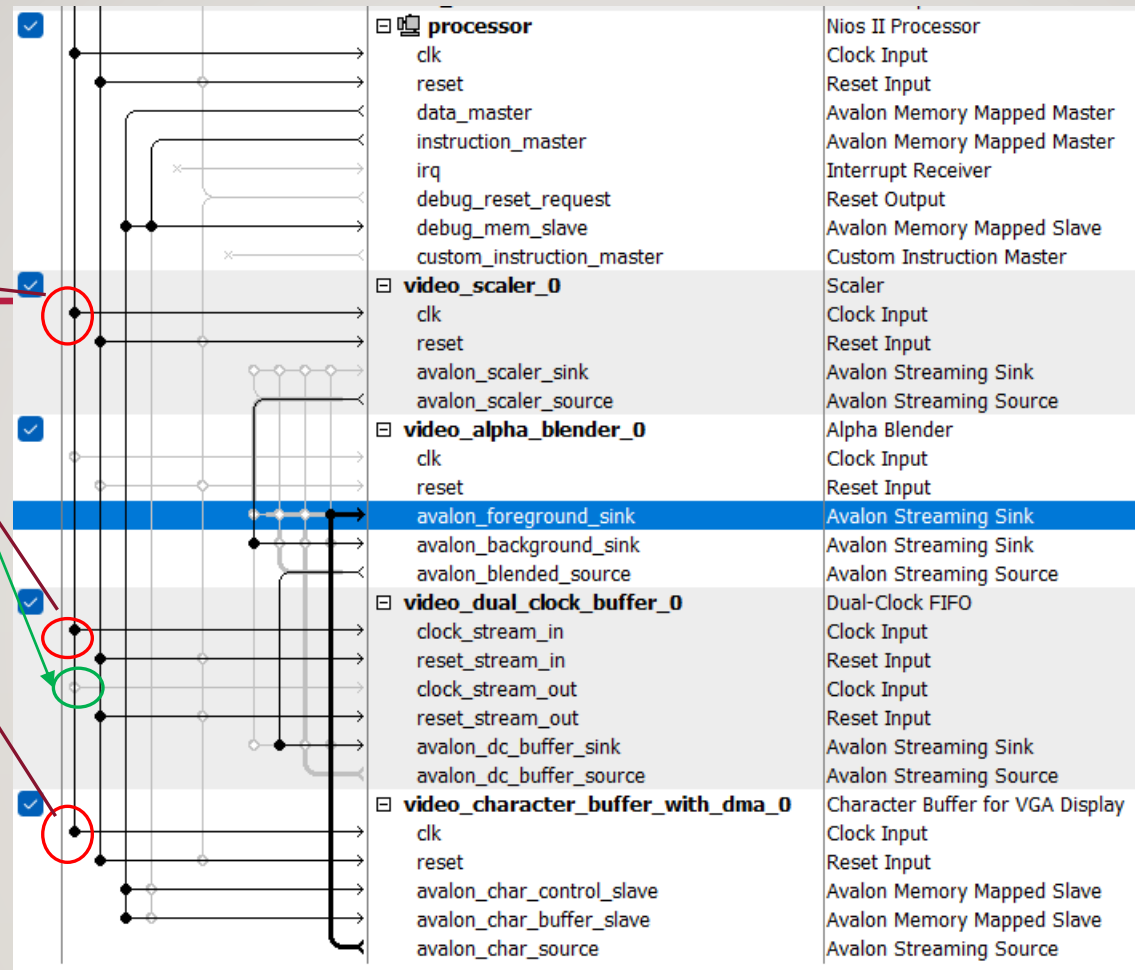 processor Nios II Processor
clk Clock Input
reset Reset Input
data_master Avalon Memory Mapped Master
instruction_master Avalon Memory Mapped Master
irq Interrupt Receiver
debug_reset_request Reset Output
debug_mem_slave Avalon Memory Mapped Slave
custom_instruction_master Custom Instruction Master
video_scaler_0 Scaler
clk Clock Input
reset Reset Input
avalon_scaler_sink Avalon Streaming Sink
avalon_scaler_source Avalon Streaming Source
video_alpha_blender_0 Alpha Blender
clk Clock Input
reset Reset Input
avalon_foreground_sink Avalon Streaming Sink
avalon_background_sink Avalon Streaming Sink
avalon_blended_source Avalon Streaming Source
video_dual_clock_buffer_0 Dual-Clock FIFO
clock_stream_in Clock Input
reset_stream_in Reset Input
clock_stream_out Clock Input
reset_stream_out Reset Input
avalon_dc_buffer_sink Avalon Streaming Sink
avalon_dc_buffer_source Avalon Streaming Source
video_character_buffer_with_dma_0 Character Buffer for VGA Display
clk Clock Input
reset Reset Input
avalon_char_control_slave Avalon Memory Mapped Slave
avalon_char_buffer_slave Avalon Memory Mapped Slave
avalon_char_source Avalon Streaming Source